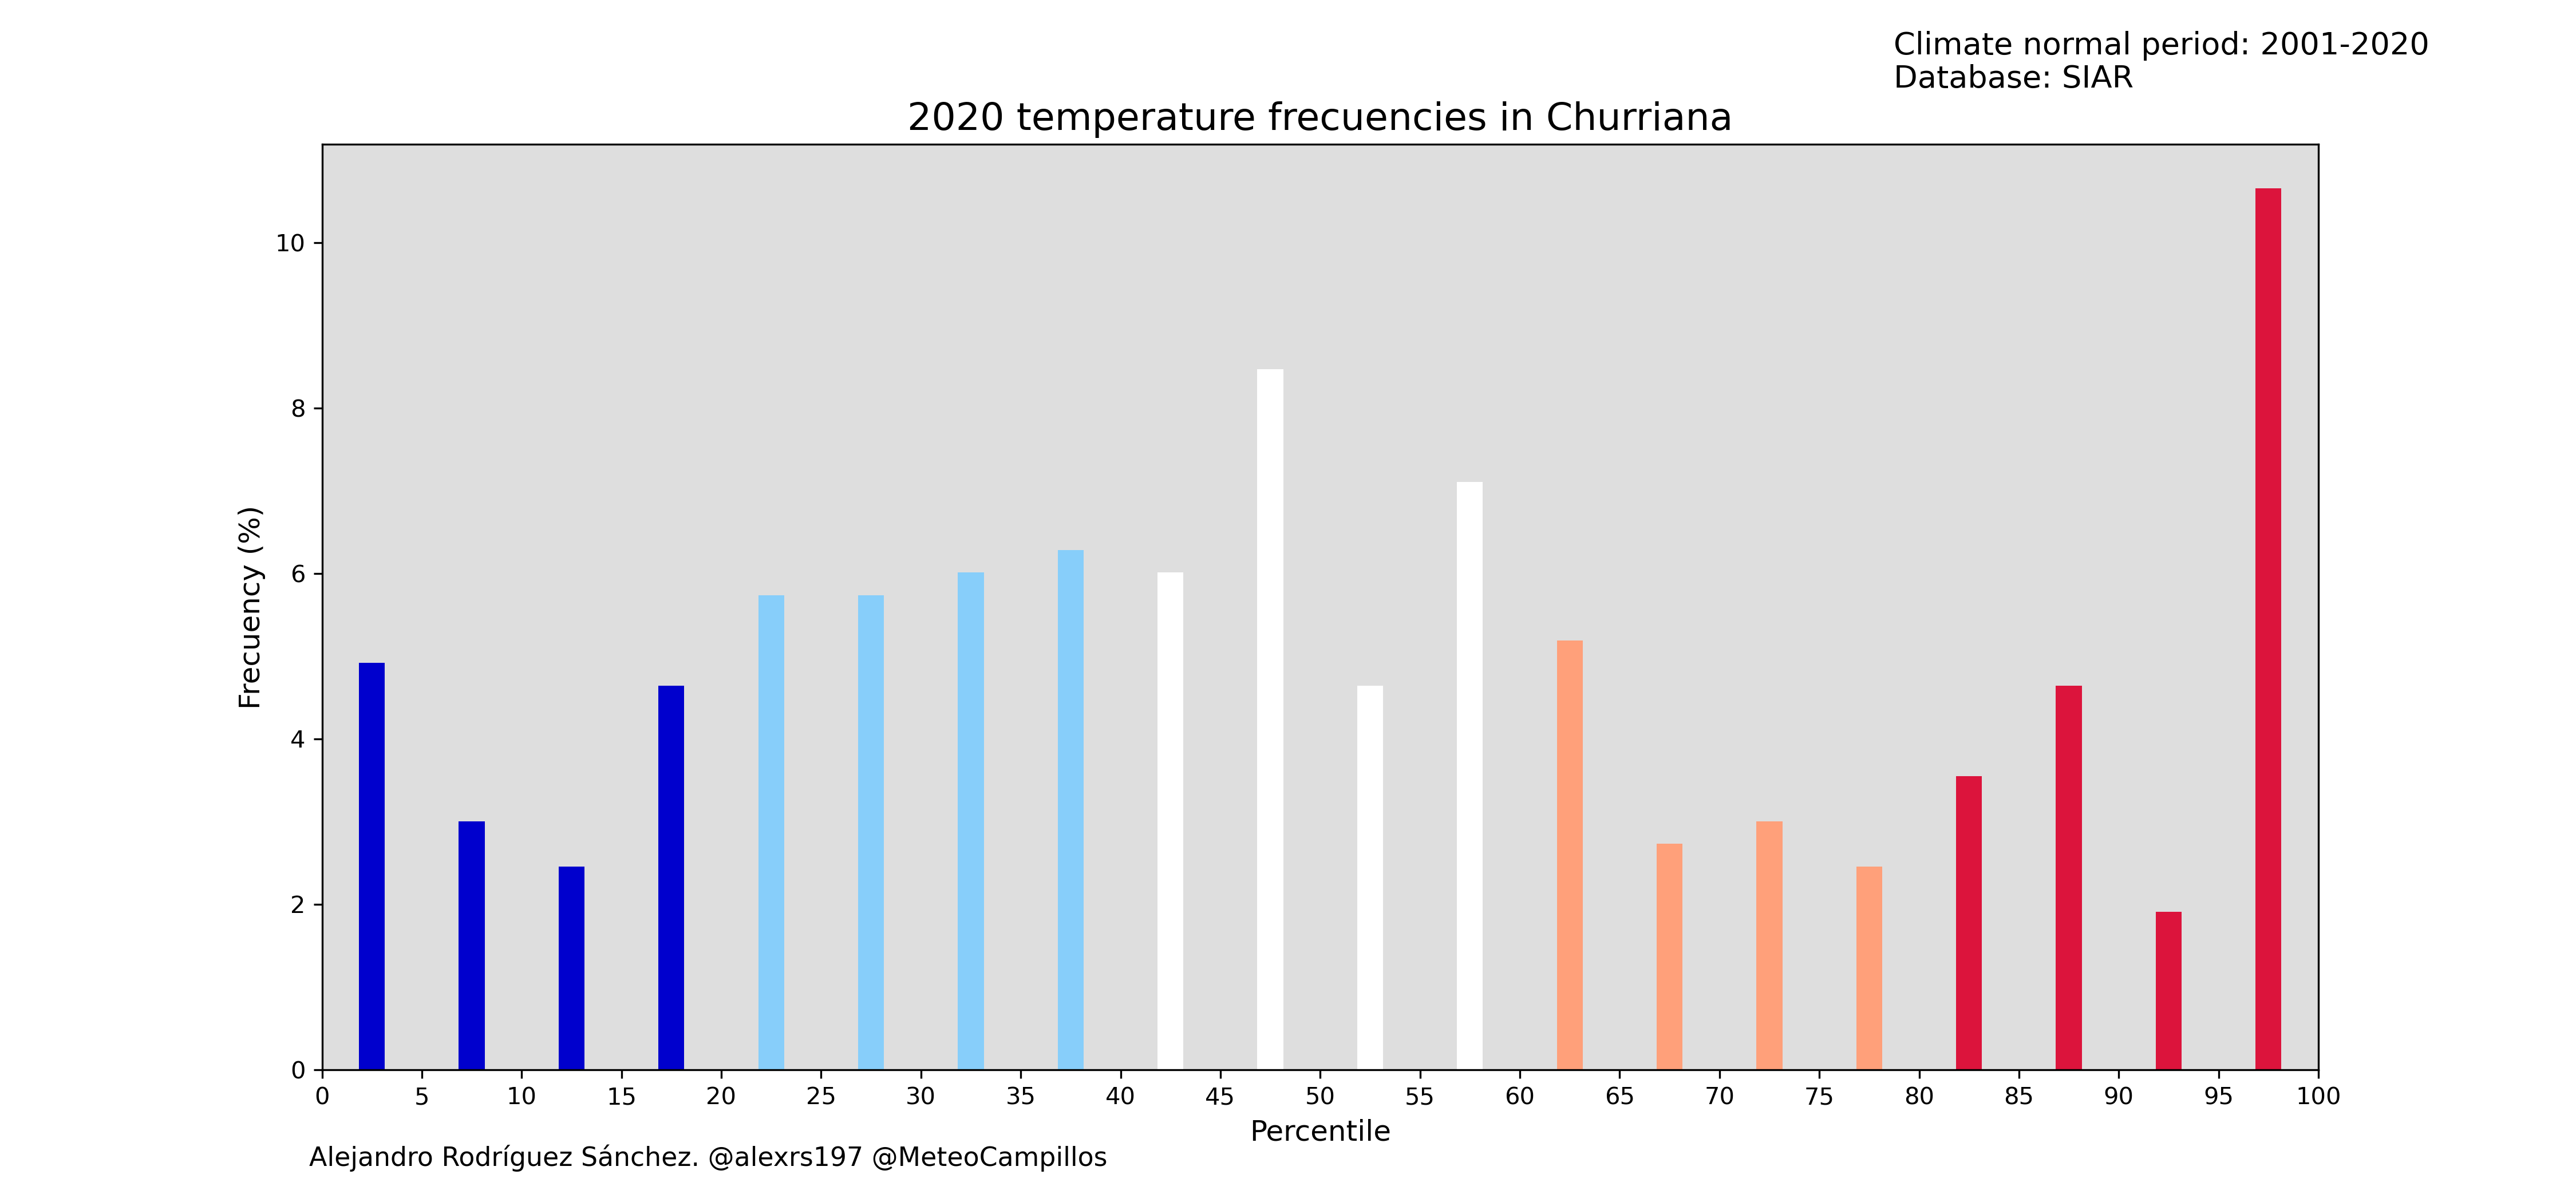 Climate normal period: 2001-2020
Database: SIAR
2020 temperature frecuencies in Churriana
Frecuency (%)
10
8
6
4
2
0
0 5 10 15 20 25 30 35 40 45 50 55 60 65 70 75 80 85 90 95 100
Percentile
Alejandro Rodríguez Sánchez. @alexrs197 @MeteoCampillos